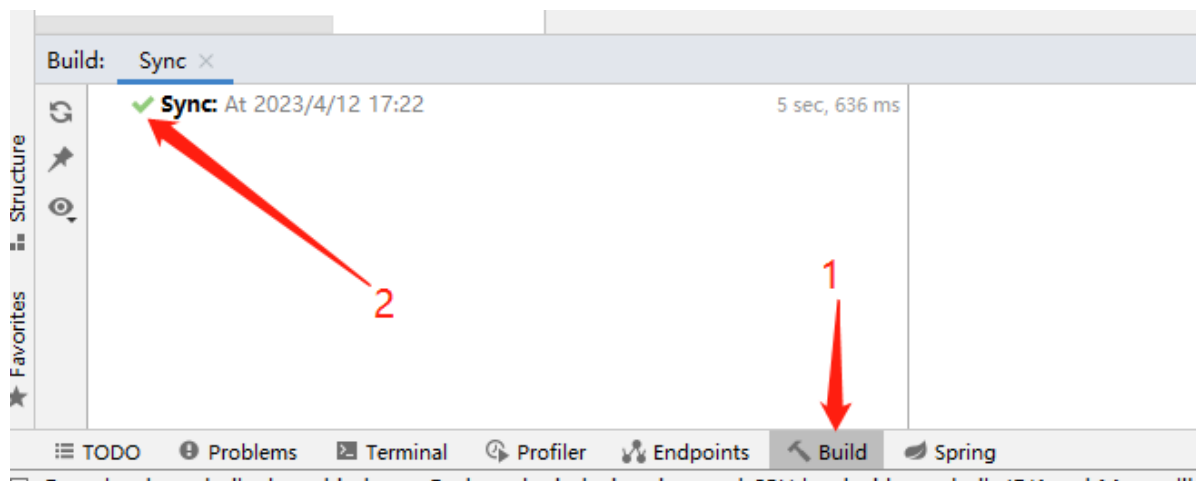 Build: Sync
Sync: At 2023/4/12 17:22 5 sec, 636 ms
Structure
Favorites
2
1
TODO Problems Terminal Profiler Endpoints Build Spring